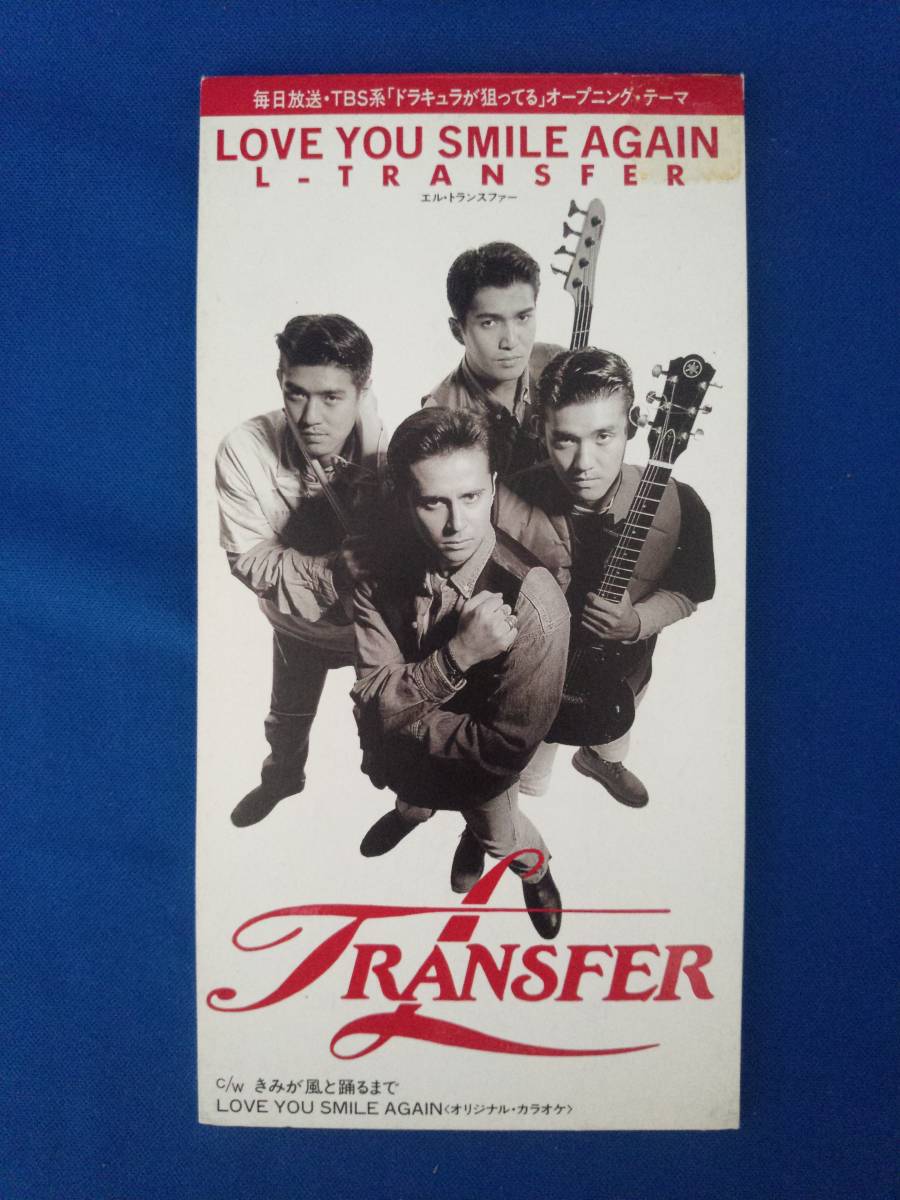 毎日放送・TBS系「ドラキュラが狙ってる」オープニング・テーマ
LOVE YOU SMILE AGAIN
L-TRANSFER
エル・トランスファー
L TRANSFER
c/w きみが風と踊るまで
LOVE YOU SMILE AGAIN〈オリジナル・カラオケ〉